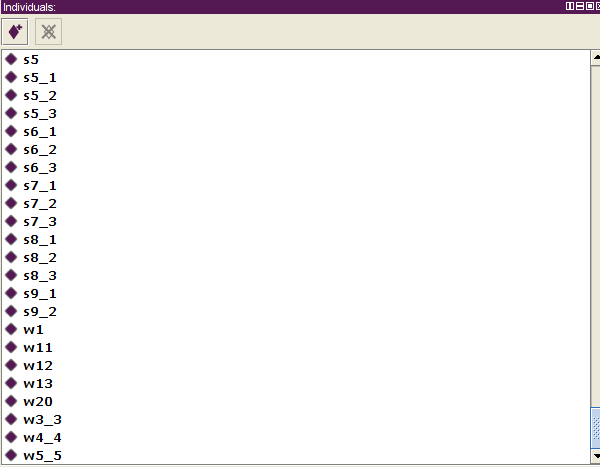 Individuals:
s5
s5_1
s5_2
s5_3
s6_1
s6_2
s6_3
s7_1
s7_2
s7_3
s8_1
s8_2
s8_3
s9_1
s9_2
w1
w11
w12
w13
w20
w3_3
w4_4
w5_5